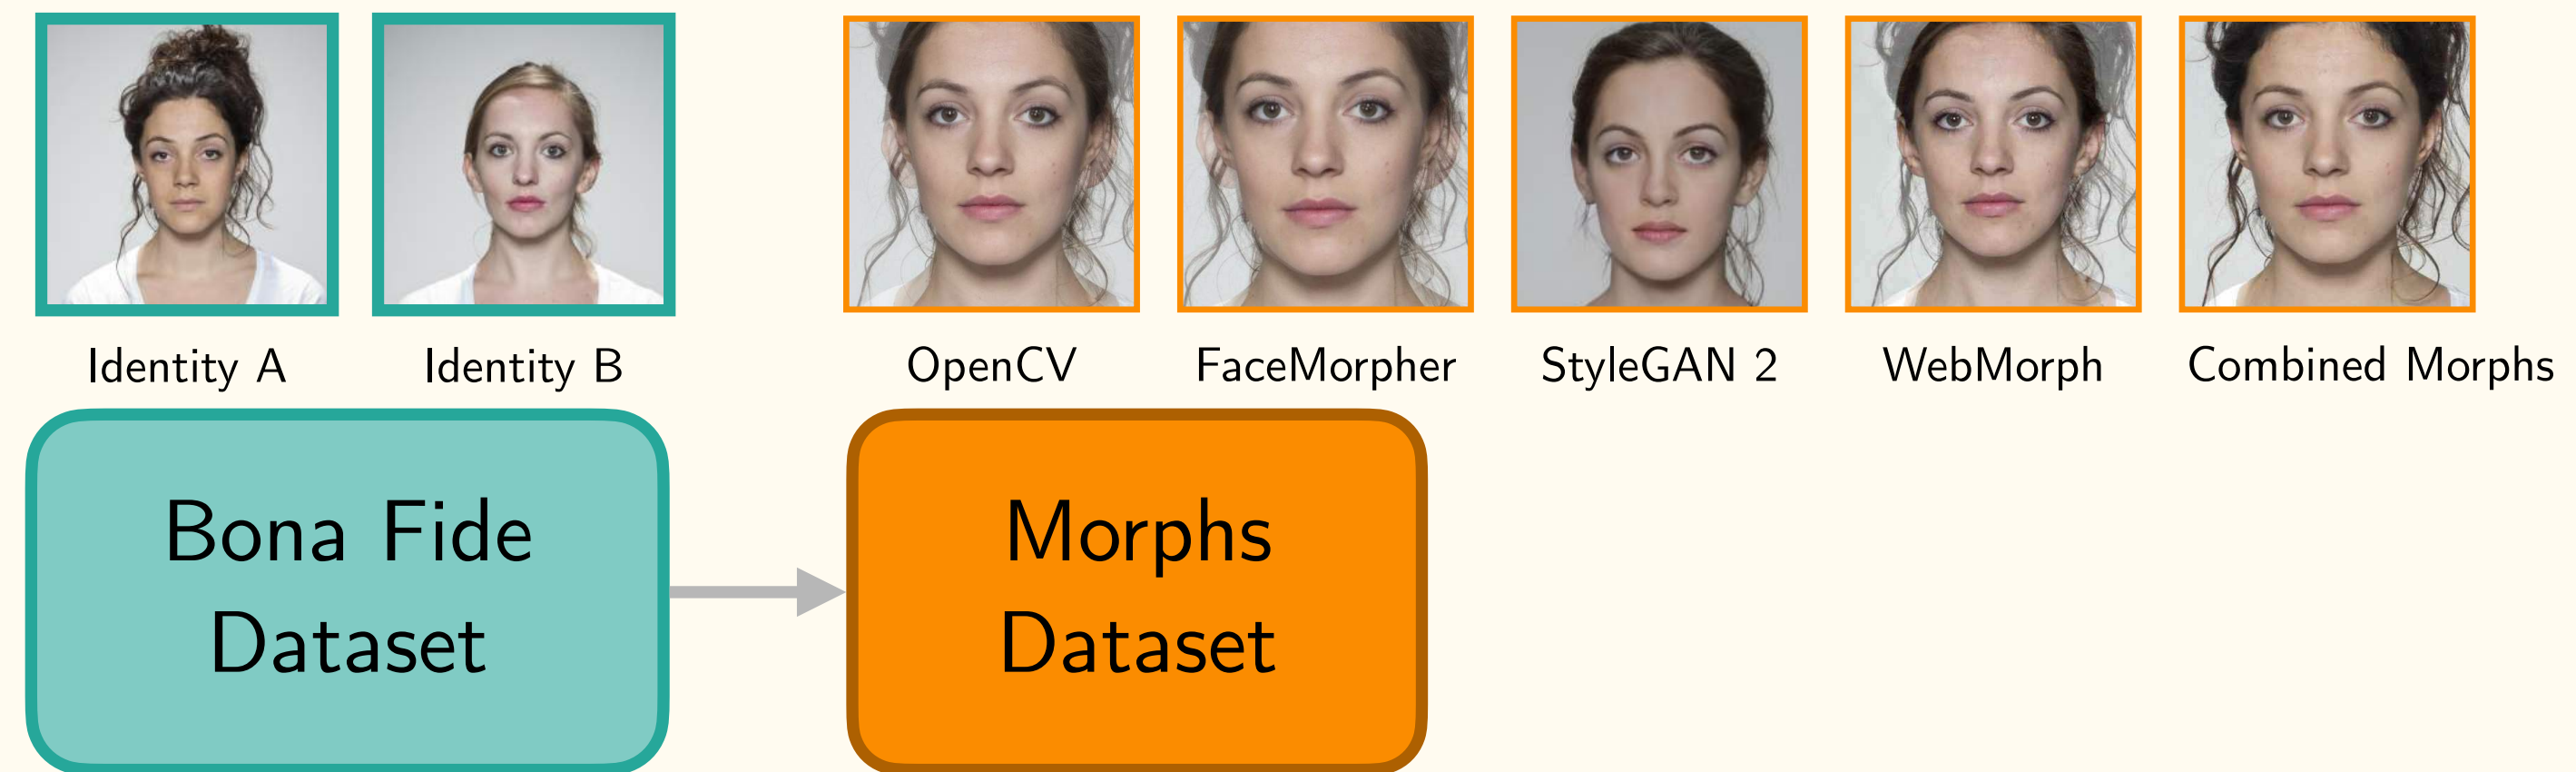 Identity A
Identity B
OpenCV
FaceMorpher
StyleGAN 2
WebMorph
Combined Morphs
Bona Fide
Dataset
Morphs
Dataset